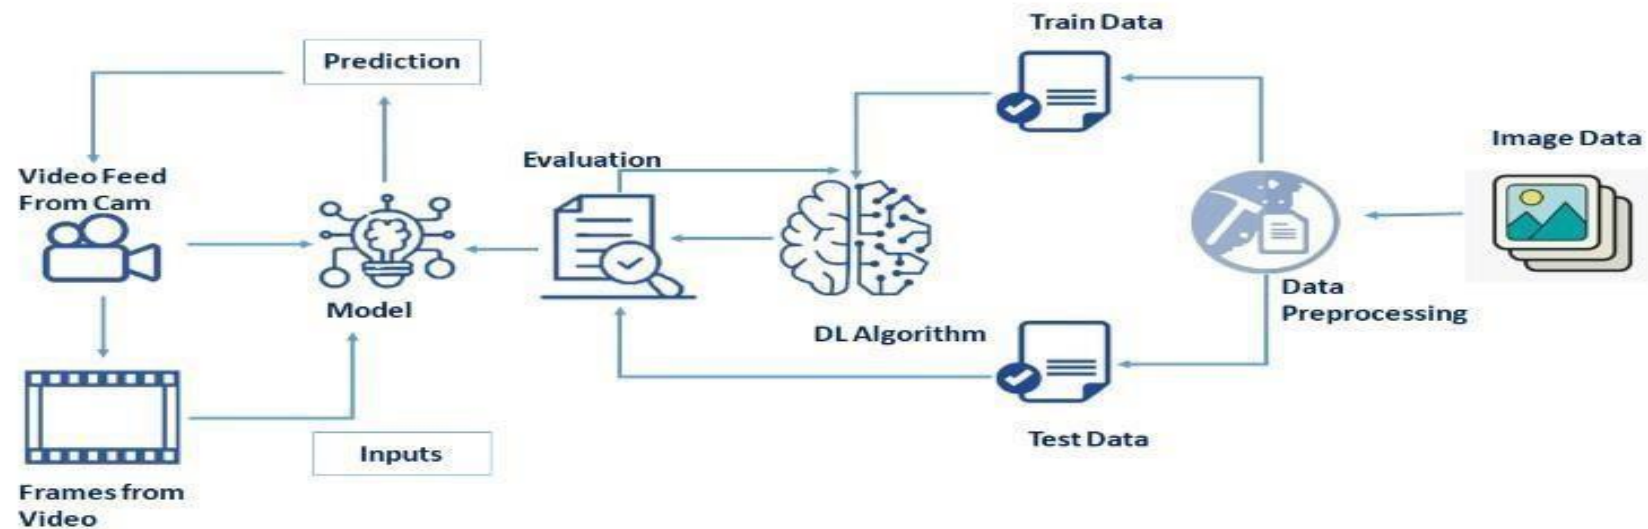 Train Data
Prediction
Image Data
Evaluation
Video Feed
From Cam
Data
Preprocessing
Model
DL Algorithm
Test Data
Inputs
Frames from
Video